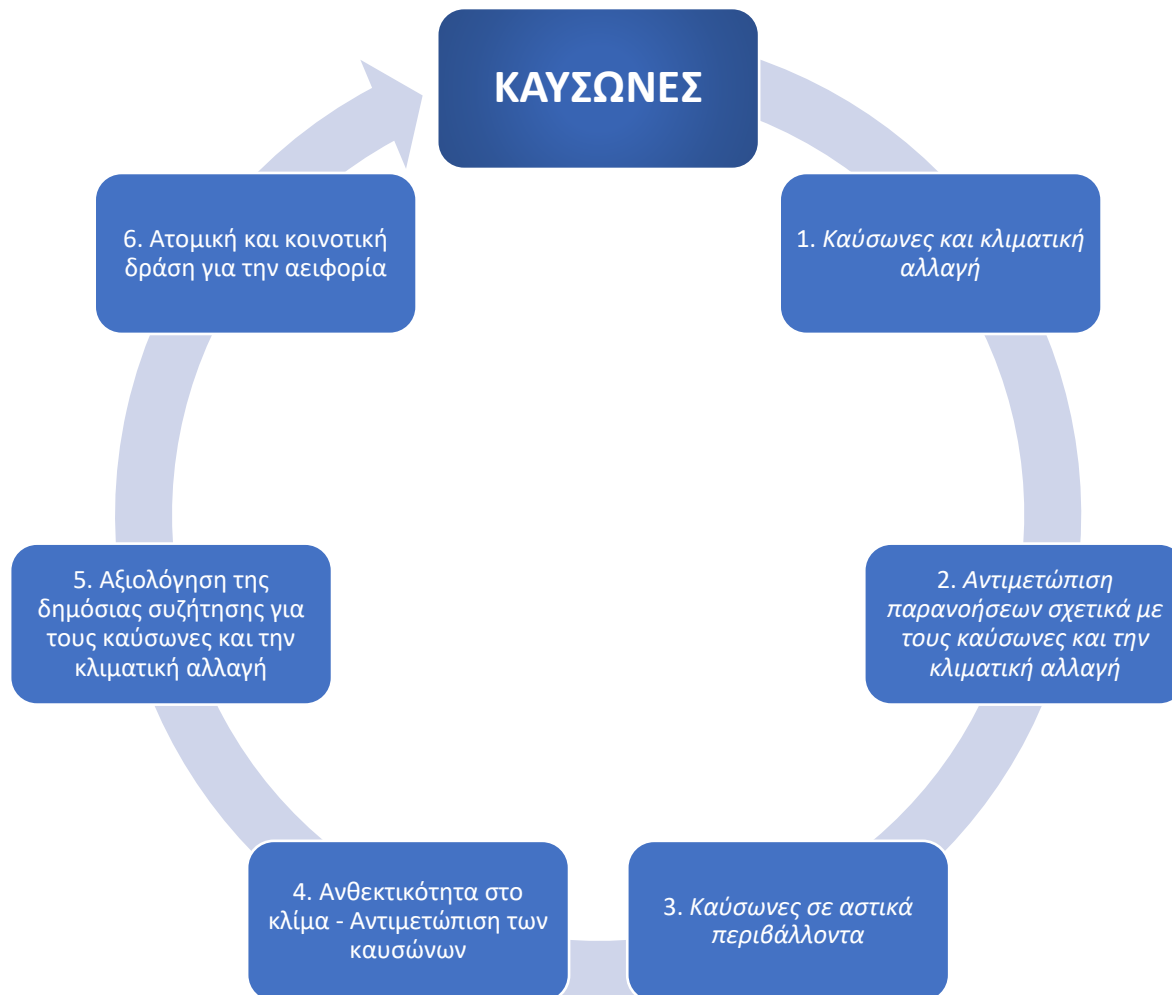 ΚΑΥΣΩΝΕΣ
1. Καύσωνες και κλιματική
αλλαγή
2. Αντιμετώπιση
παρανοήσεων σχετικά με
τους καύσωνες και την
κλιματική αλλαγή
3. Καύσωνες σε αστικά
περιβάλλοντα
4. Ανθεκτικότητα στο
κλίμα - Αντιμετώπιση των
καυσώνων
5. Αξιολόγηση της
δημόσιας συζήτησης για
τους καύσωνες και την
κλιματική αλλαγή
6. Ατομική και κοινοτική
δράση για την αειφορία